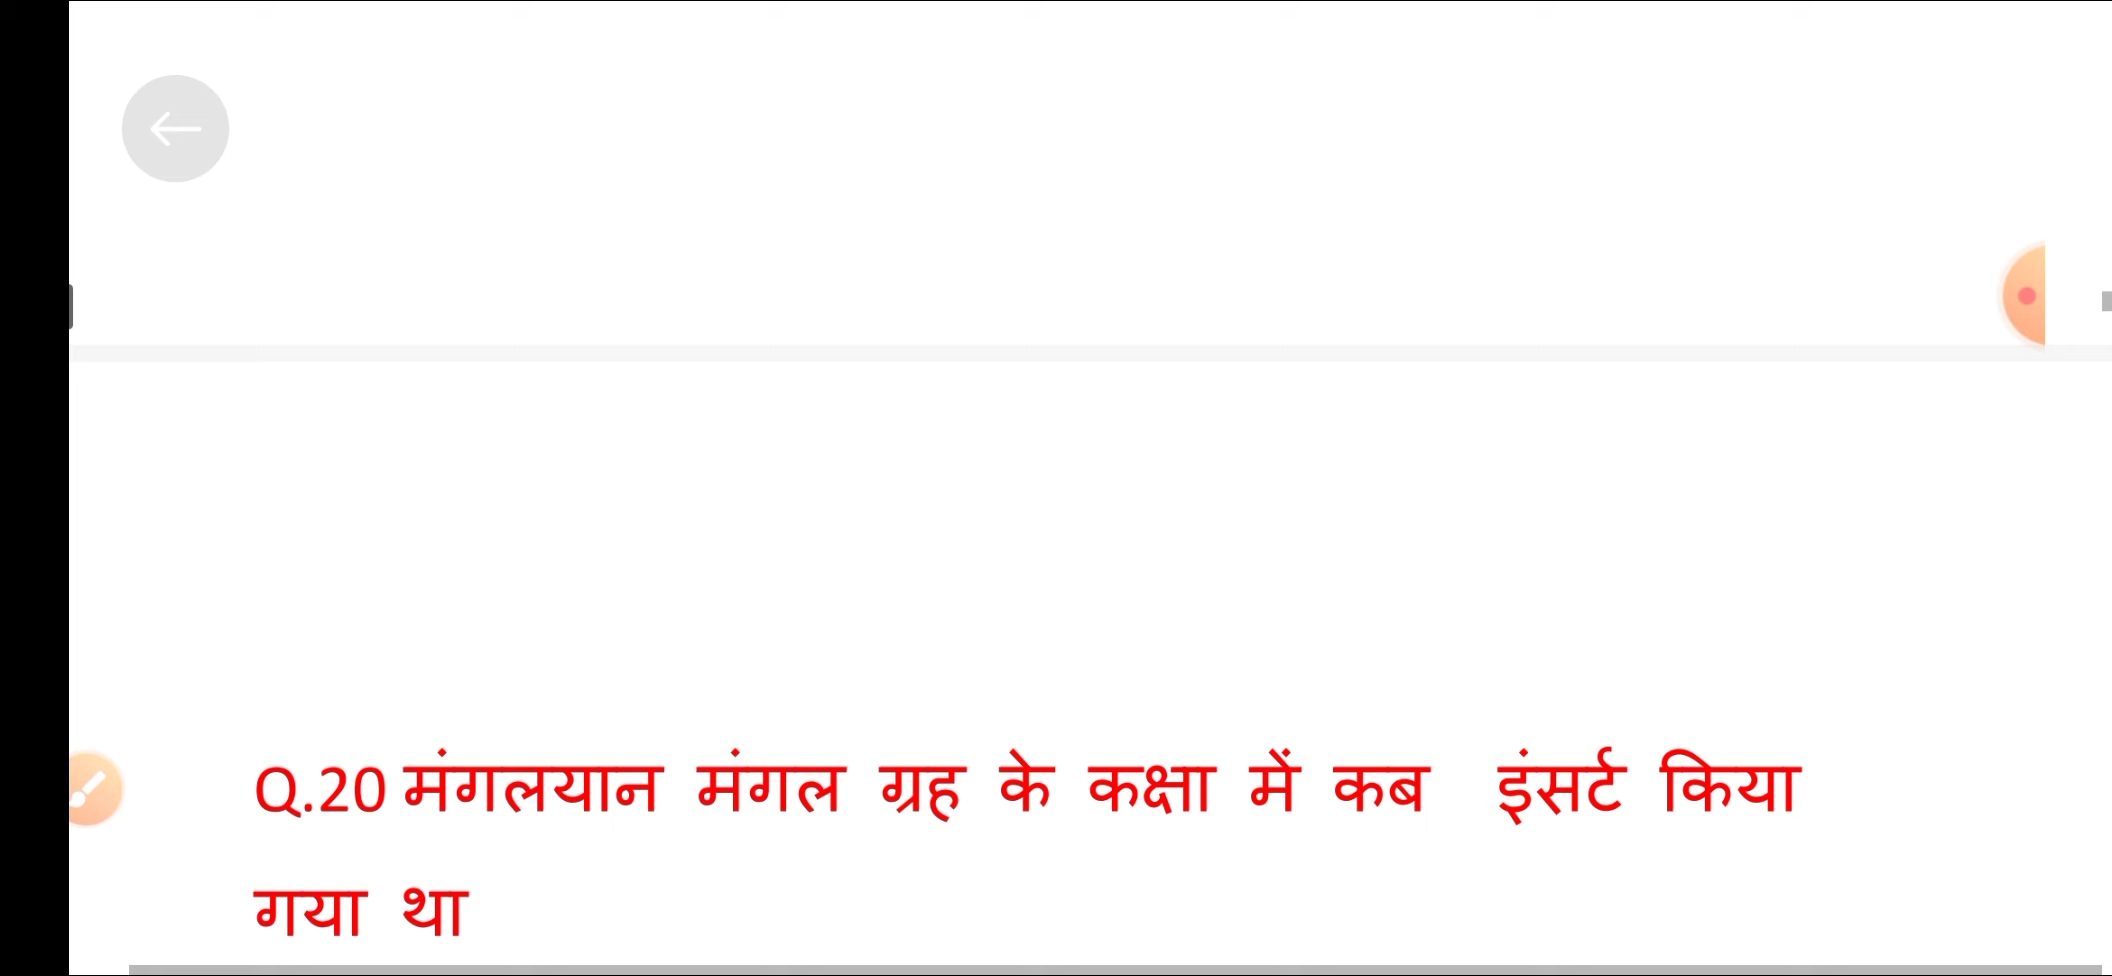 Q.20 मंगलयान मंगल ग्रह के कक्षा में कब इंसर्ट किया
गया था